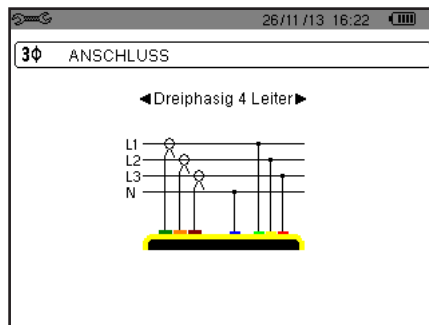 26/11/13 16:22
3Φ ANSCHLUSS
◄Dreiphasig 4 Leiter►
L1
L2
L3
N